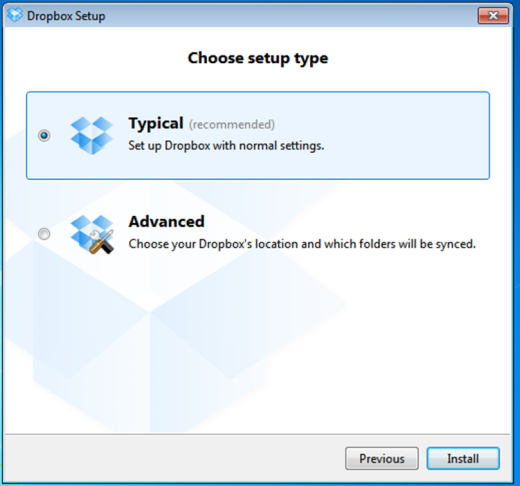 Dropbox Setup
Choose setup type
Typical (recommended)
Set up Dropbox with normal settings.
Advanced
Choose your Dropbox's location and which folders will be synced.
Previous Install